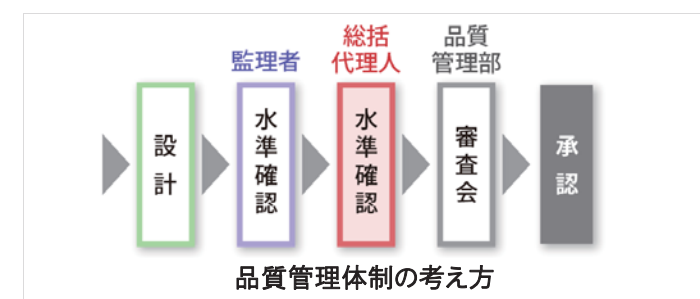 総括
代理人
監理者
品質
管理部
設計
水準確認
水準確認
審査会
承認
品質管理体制の考え方